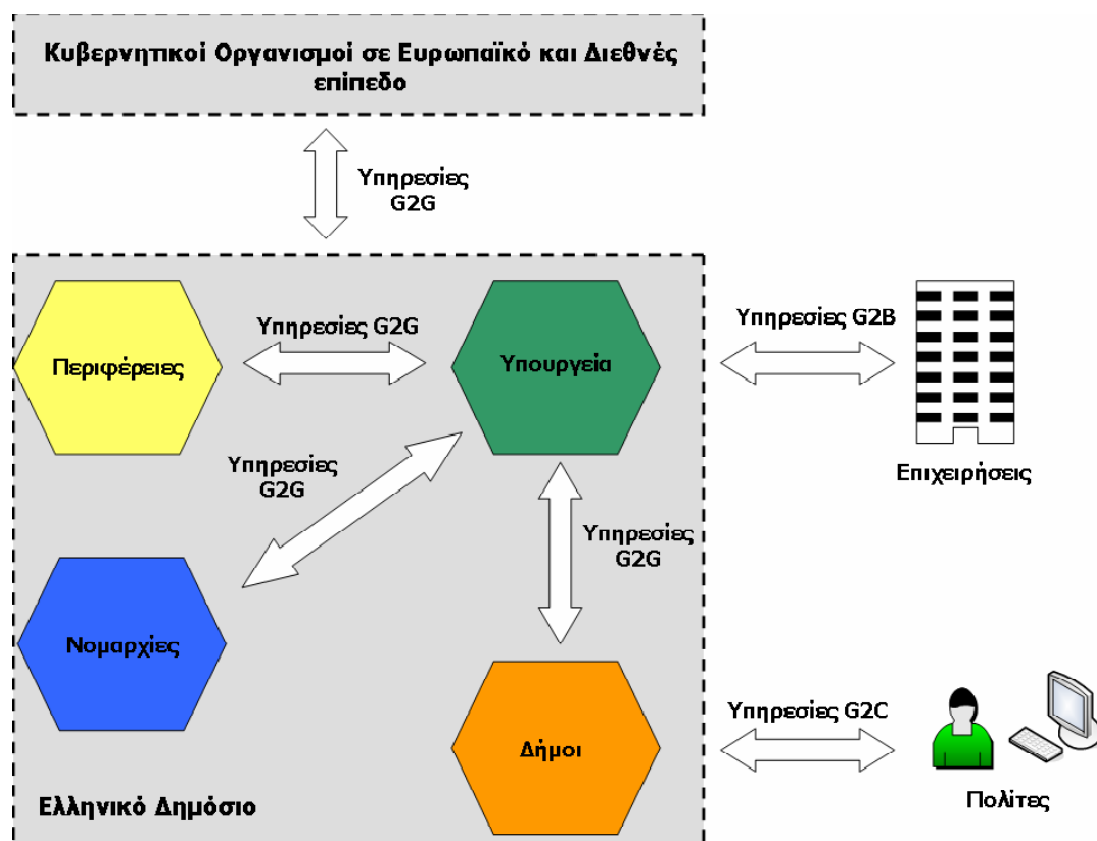 Κυβερνητικοί Οργανισμοί σε Ευρωπαϊκό και Διεθνές
επίπεδο
Υπηρεσίες
G2G
Υπηρεσίες G2G
Περιφέρειες
Υπουργεία
Υπηρεσίες G2B
Επιχειρήσεις
Υπηρεσίες
G2G
Υπηρεσίες
G2G
Νομαρχίες
Δήμοι
Υπηρεσίες G2C
Πολίτες
Ελληνικό Δημόσιο